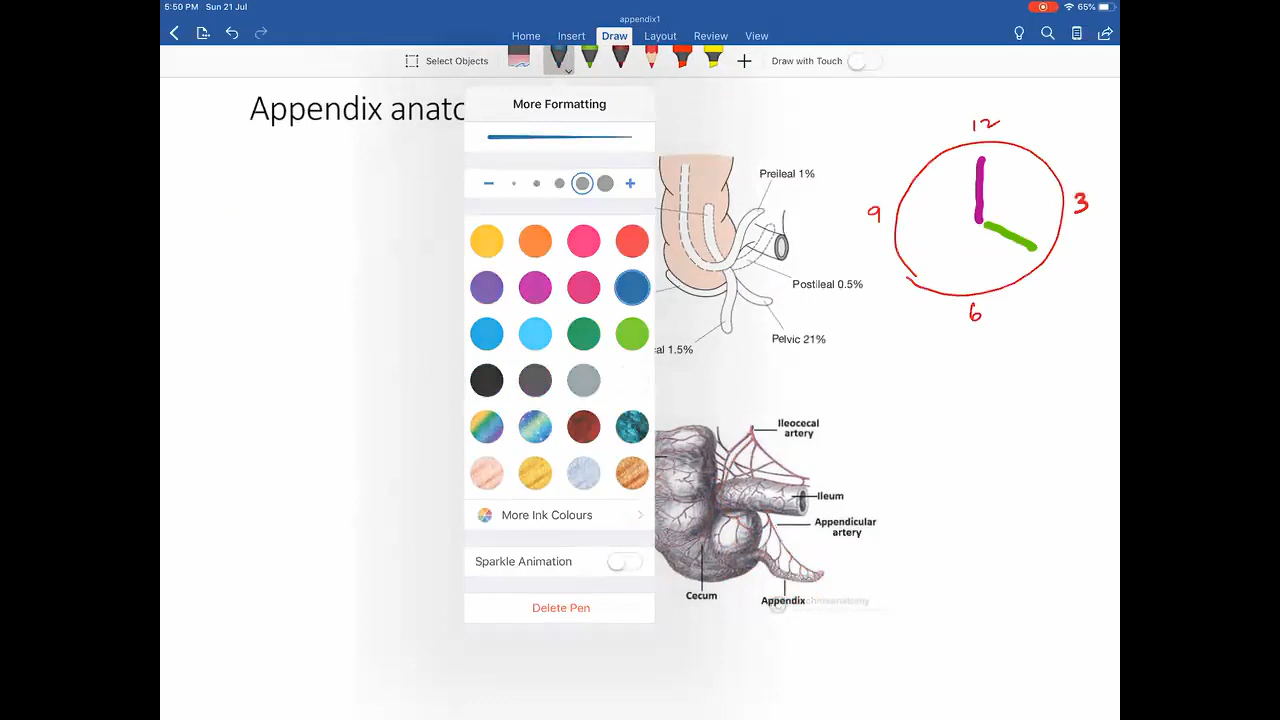 5:50 PM Sun 21 Jul
65%
appendix1
Home Insert Draw Layout Review View
Select Objects
Draw with Touch
Appendix anato
More Formatting
More Ink Colours
Sparkle Animation
Delete Pen
Preileal 1%
Postileal 0.5%
Pelvic 21%
al 1.5%
12
3
6
9
Ileocecal
artery
Ileum
Appendicular
artery
Cecum
Appendix